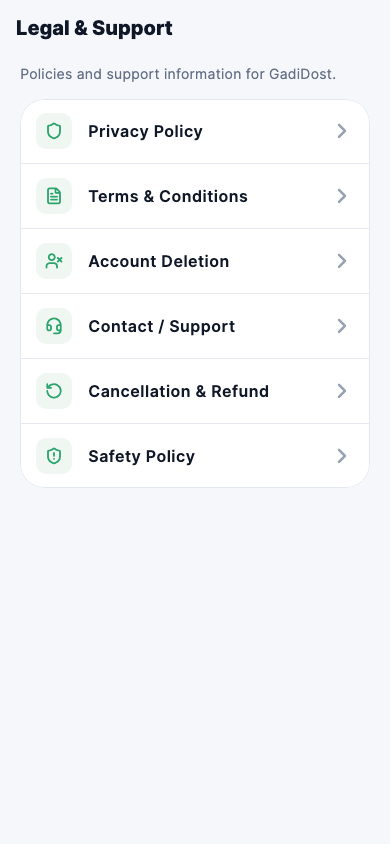 Legal & Support
Policies and support information for GadiDost.
Privacy Policy
Terms & Conditions
Account Deletion
Contact / Support
Cancellation & Refund
Safety Policy